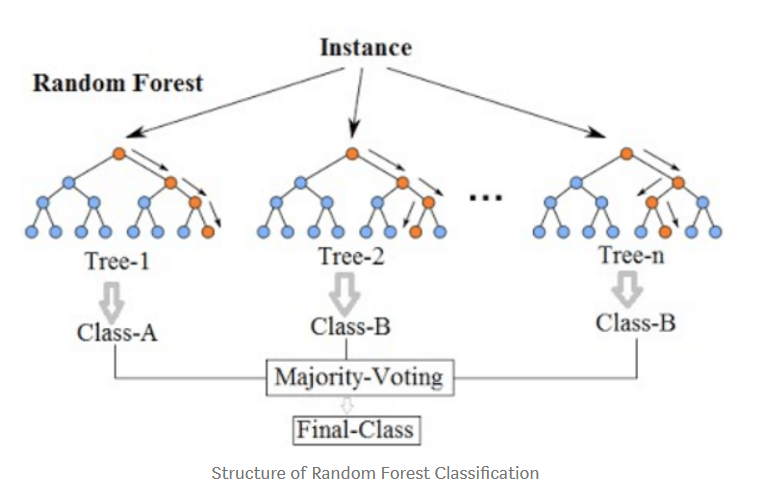 Instance
Random Forest
...
Tree-1
Tree-2
Tree-n
Class-A
Class-B
Class-B
Majority-Voting
Final-Class
Structure of Random Forest Classification